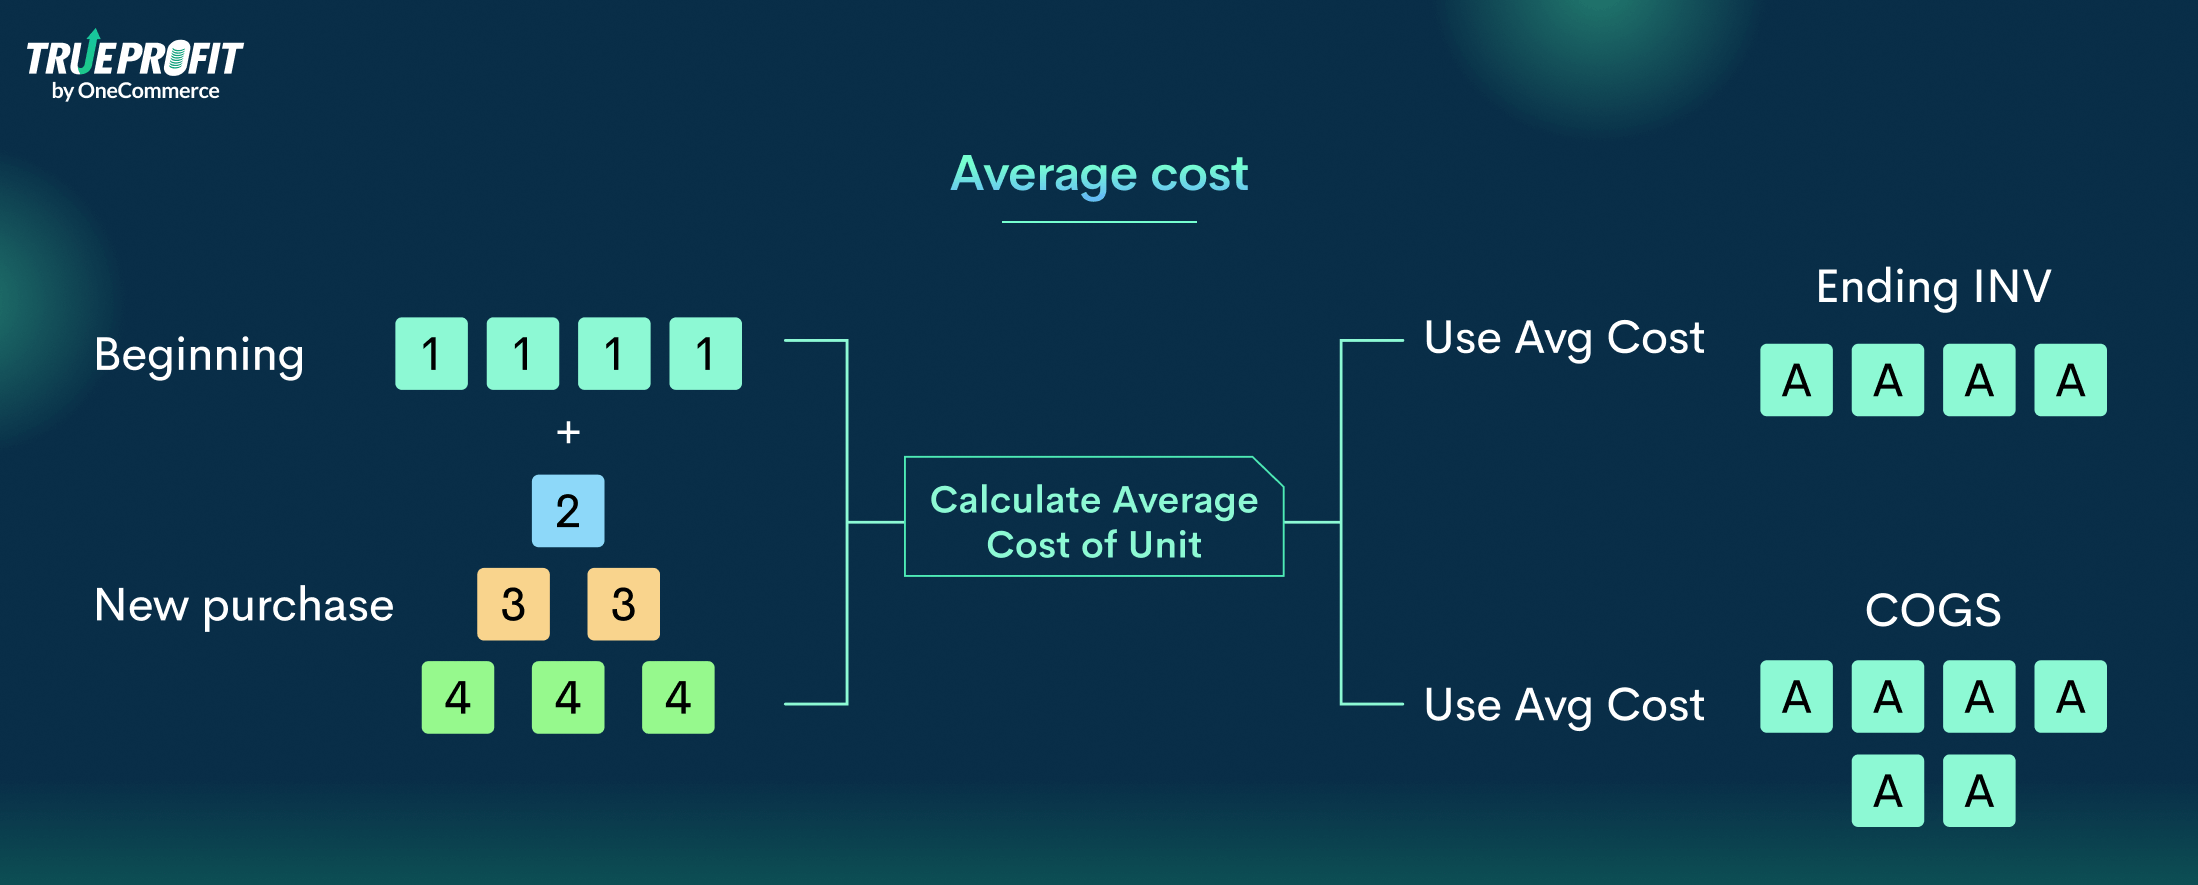 TRUEPROFIT
by OneCommerce
Average cost
Beginning
1 1 1 1
+
New purchase
2
3 3
4 4 4
Calculate Average
Cost of Unit
Use Avg Cost
Ending INV
A A A A
Use Avg Cost
COGS
A A A A
A A